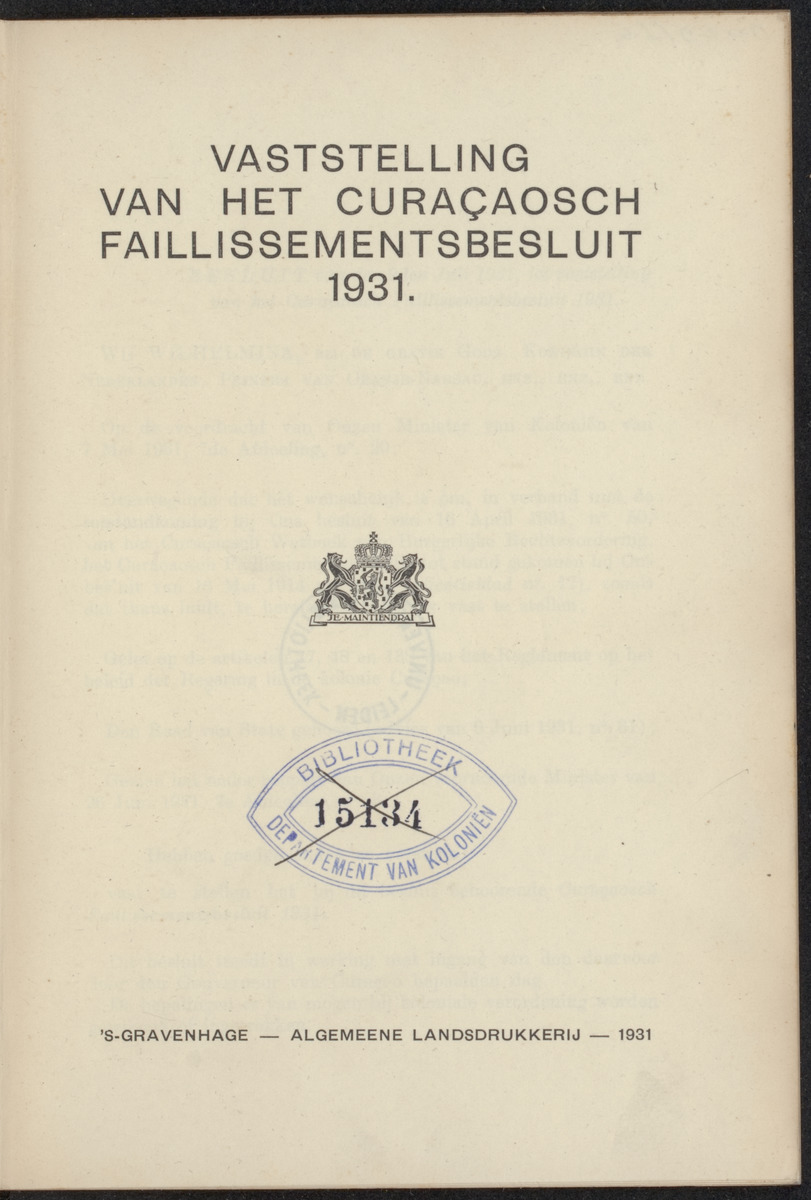 VASTSTELLING
VAN HET CURAÇAOSCH
FAILLISSEMENTSBESLUIT
1931.
JE MAINTIENDRAI
BIBLIOTHEEK
15134
DEPARTEMENT VAN KOLONIËN
'S-GRAVENHAGE — ALGEMEENE LANDSDRUKKERIJ — 1931